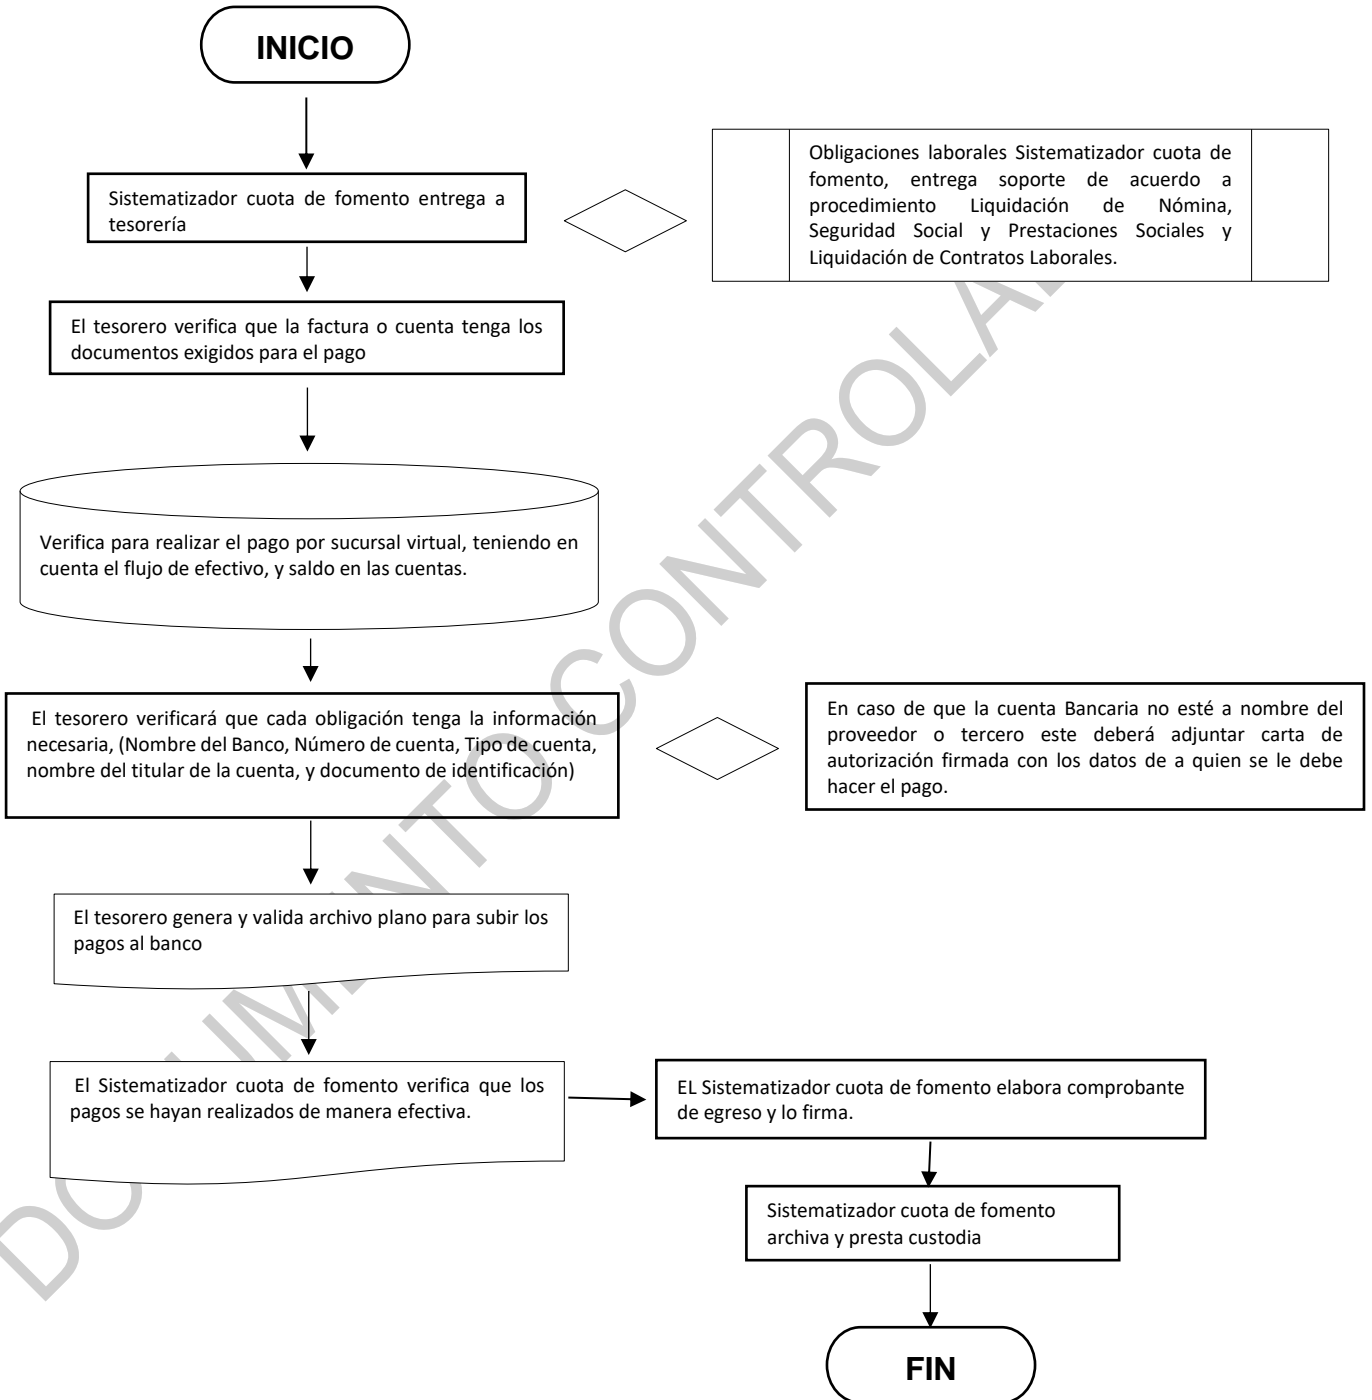 INICIO
Sistematizador cuota de fomento entrega a
tesorería
Obligaciones laborales Sistematizador cuota de
fomento, entrega soporte de acuerdo a
procedimiento Liquidación de Nómina,
Seguridad Social y Prestaciones Sociales y
Liquidación de Contratos Laborales.
El tesorero verifica que la factura o cuenta tenga los
documentos exigidos para el pago
Verifica para realizar el pago por sucursal virtual, teniendo en
cuenta el flujo de efectivo, y saldo en las cuentas.
El tesorero verificará que cada obligación tenga la información
necesaria, (Nombre del Banco, Número de cuenta, Tipo de cuenta,
nombre del titular de la cuenta, y documento de identificación)
En caso de que la cuenta Bancaria no esté a nombre del
proveedor o tercero este deberá adjuntar carta de
autorización firmada con los datos de a quien se le debe
hacer el pago.
El tesorero genera y valida archivo plano para subir los
pagos al banco
El Sistematizador cuota de fomento verifica que los
pagos se hayan realizados de manera efectiva.
EL Sistematizador cuota de fomento elabora comprobante
de egreso y lo firma.
Sistematizador cuota de fomento
archiva y presta custodia
FIN